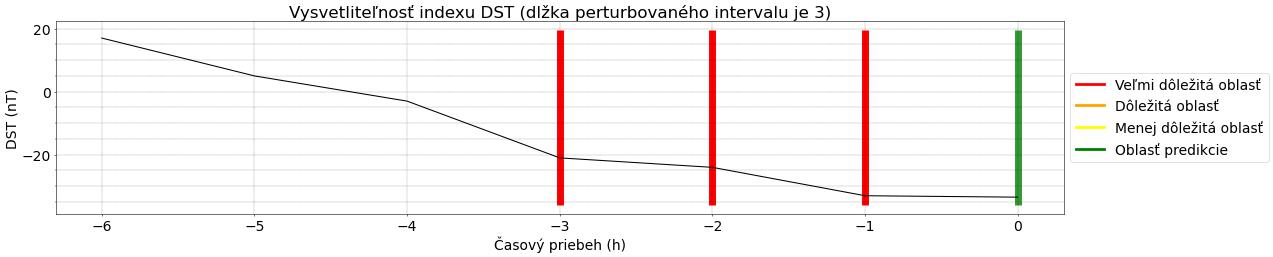 Vysvetliteľnosť indexu DST (dĺžka perturbovaného intervalu je 3)
20
0
−20
DST (nT)
−6 −5 −4 −3 −2 −1 0
Časový priebeh (h)
Veľmi dôležitá oblasť
Dôležitá oblasť
Menej dôležitá oblasť
Oblasť predikcie